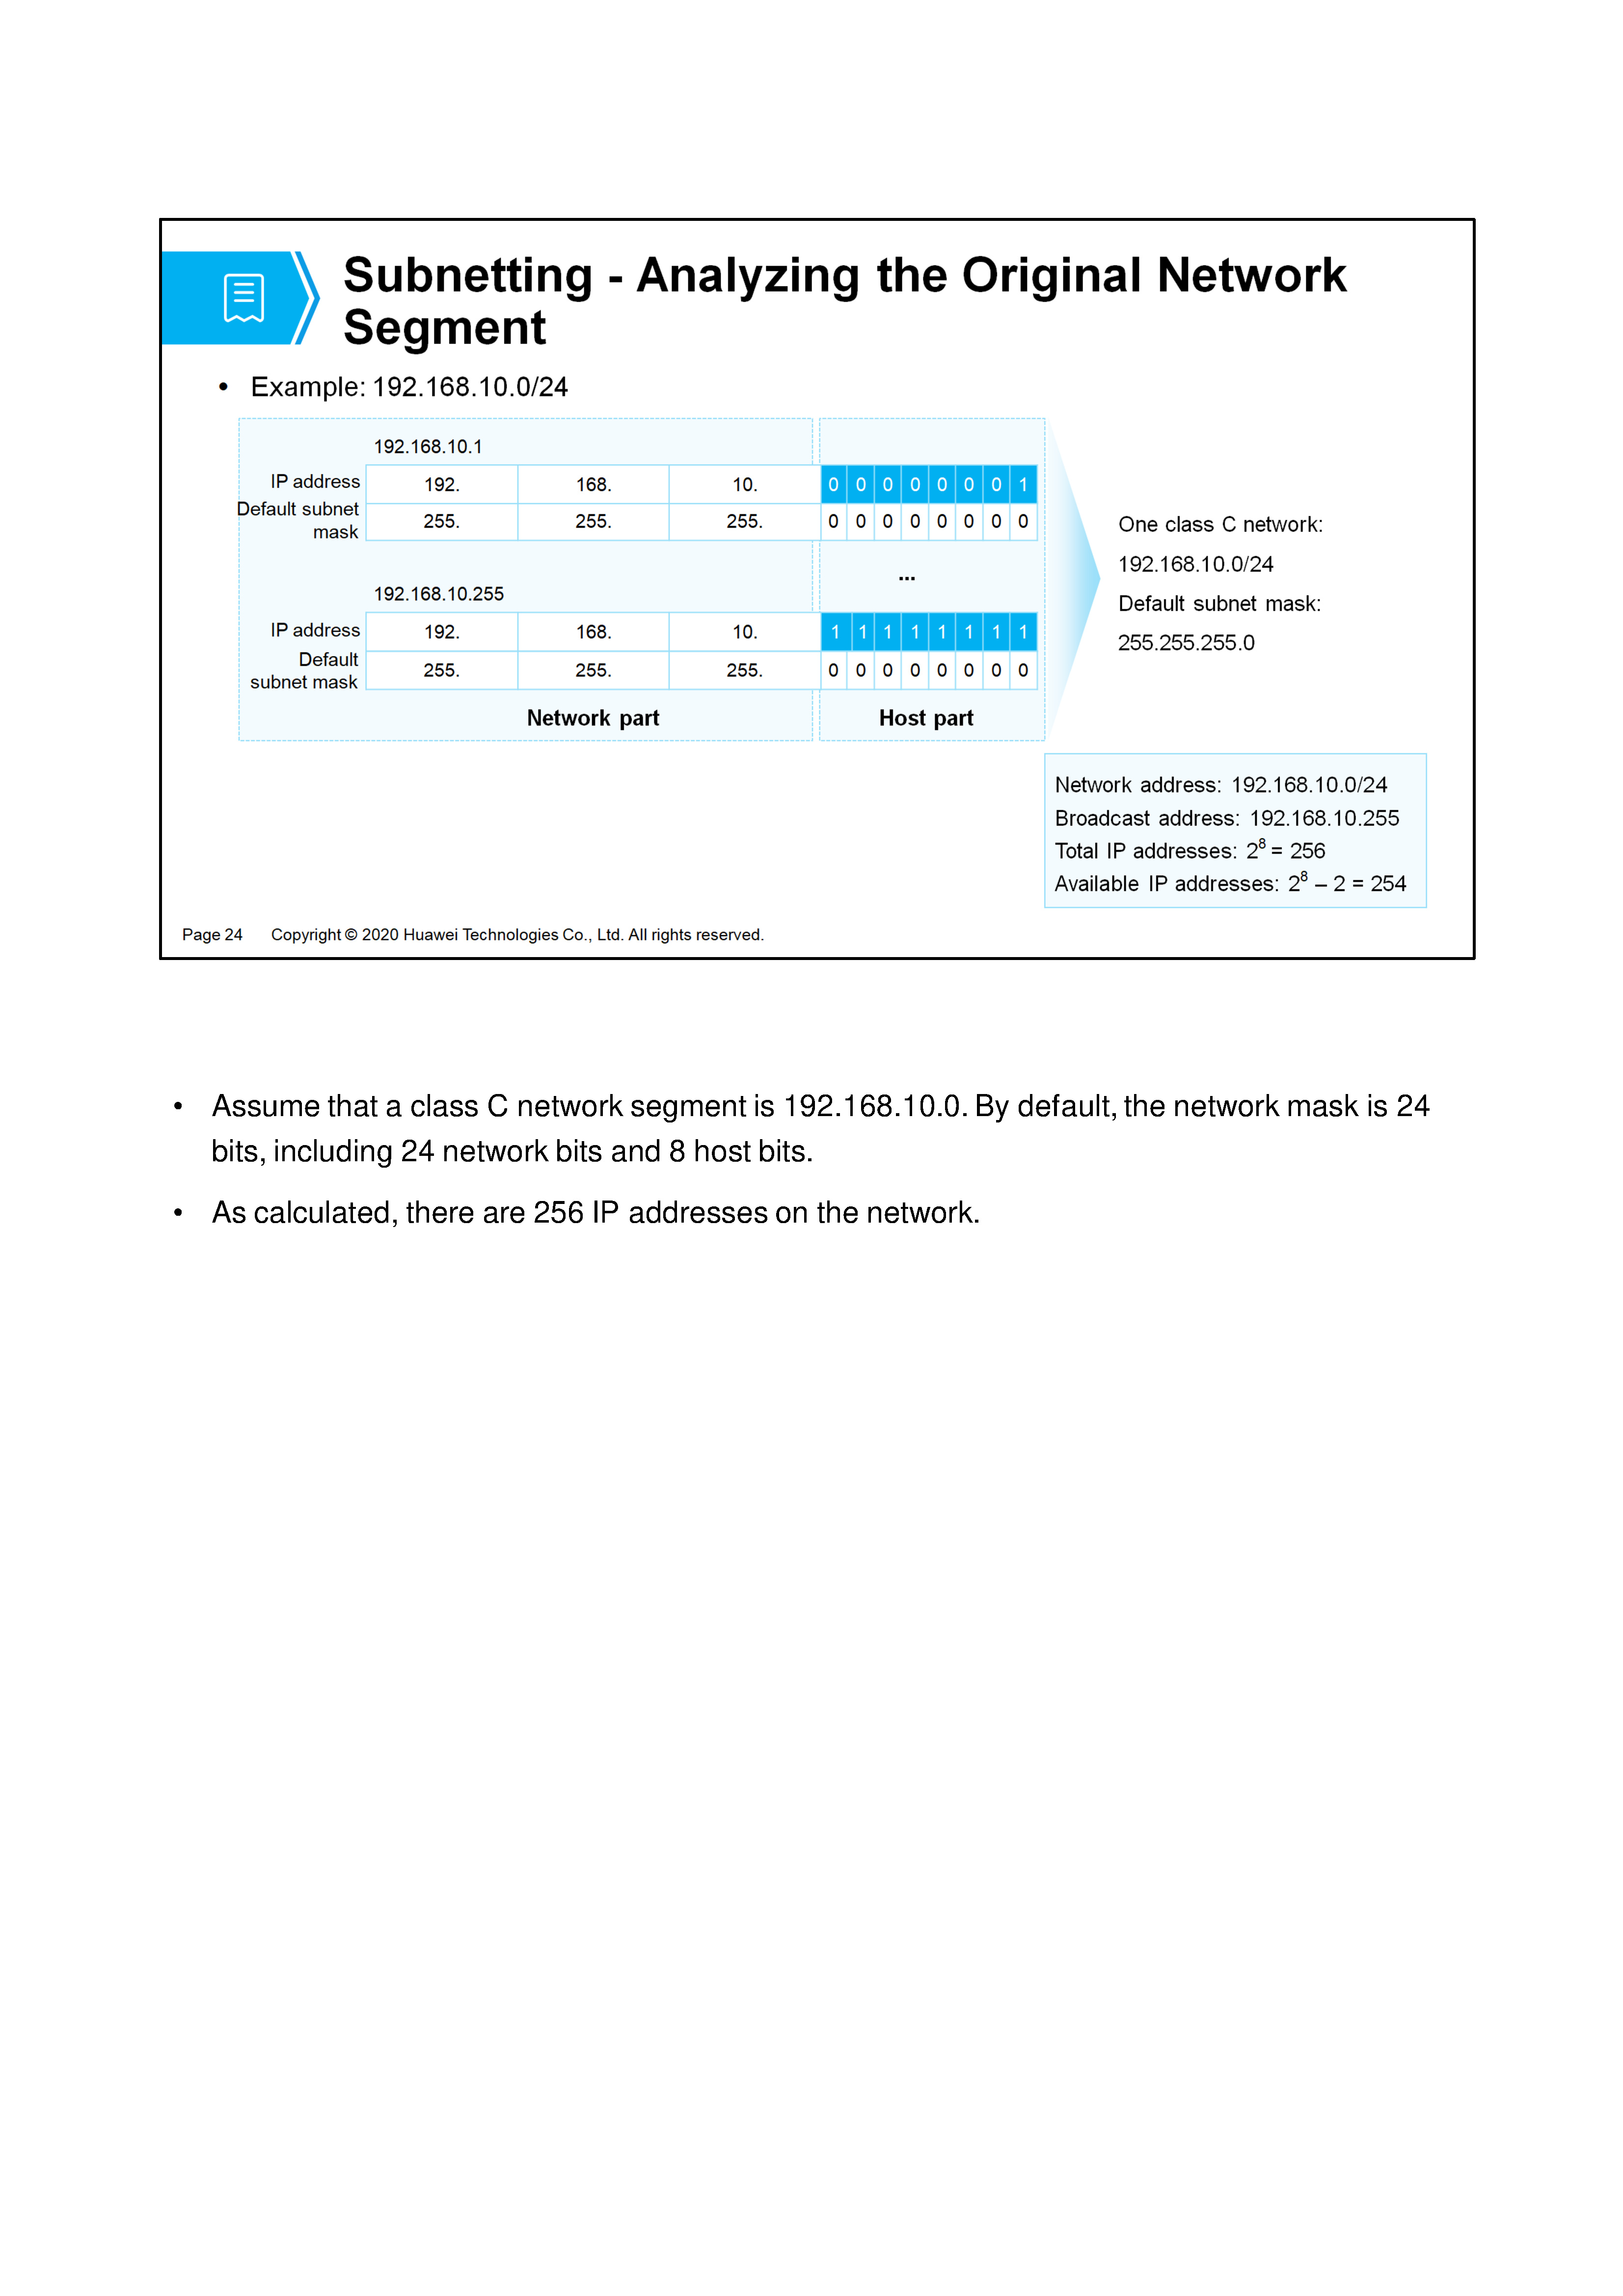 Subnetting - Analyzing the Original Network
Segment
• Example: 192.168.10.0/24
192.168.10.1
IP address 192. 168. 10. 0 0 0 0 0 0 0 1
Default subnet
mask 255. 255. 255. 0 0 0 0 0 0 0 0
...
192.168.10.255
IP address 192. 168. 10. 1 1 1 1 1 1 1 1
Default
subnet mask 255. 255. 255. 0 0 0 0 0 0 0 0
Network part Host part
One class C network:
192.168.10.0/24
Default subnet mask:
255.255.255.0
Network address: 192.168.10.0/24
Broadcast address: 192.168.10.255
Total IP addresses: 2⁸ = 256
Available IP addresses: 2⁸ – 2 = 254
Page 24 Copyright © 2020 Huawei Technologies Co., Ltd. All rights reserved.
• Assume that a class C network segment is 192.168.10.0. By default, the network mask is 24
bits, including 24 network bits and 8 host bits.
• As calculated, there are 256 IP addresses on the network.